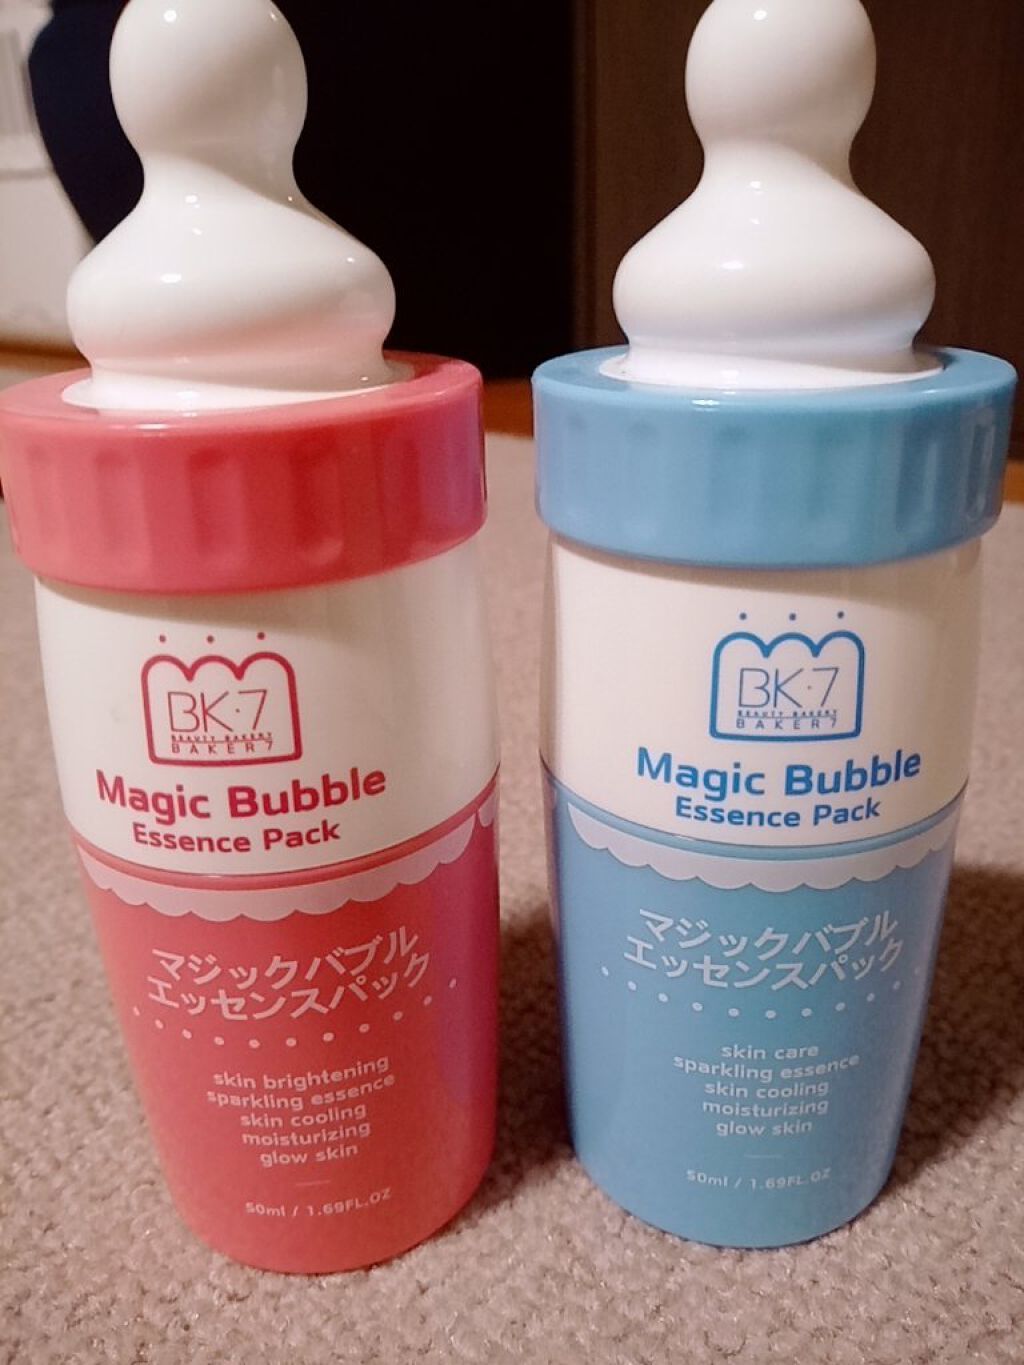 BK·7
BEAUTY BAKERY
BAKER7
Magic Bubble
Essence Pack
マジックバブル
エッセンスパック
skin brightening
sparkling essence
skin cooling
moisturizing
glow skin
50ml / 1.69FL.OZ
BK·7
BEAUTY BAKERY
BAKER7
Magic Bubble
Essence Pack
マジックバブル
エッセンスパック
skin care
sparkling essence
skin cooling
moisturizing
glow skin
50ml / 1.69FL.OZ